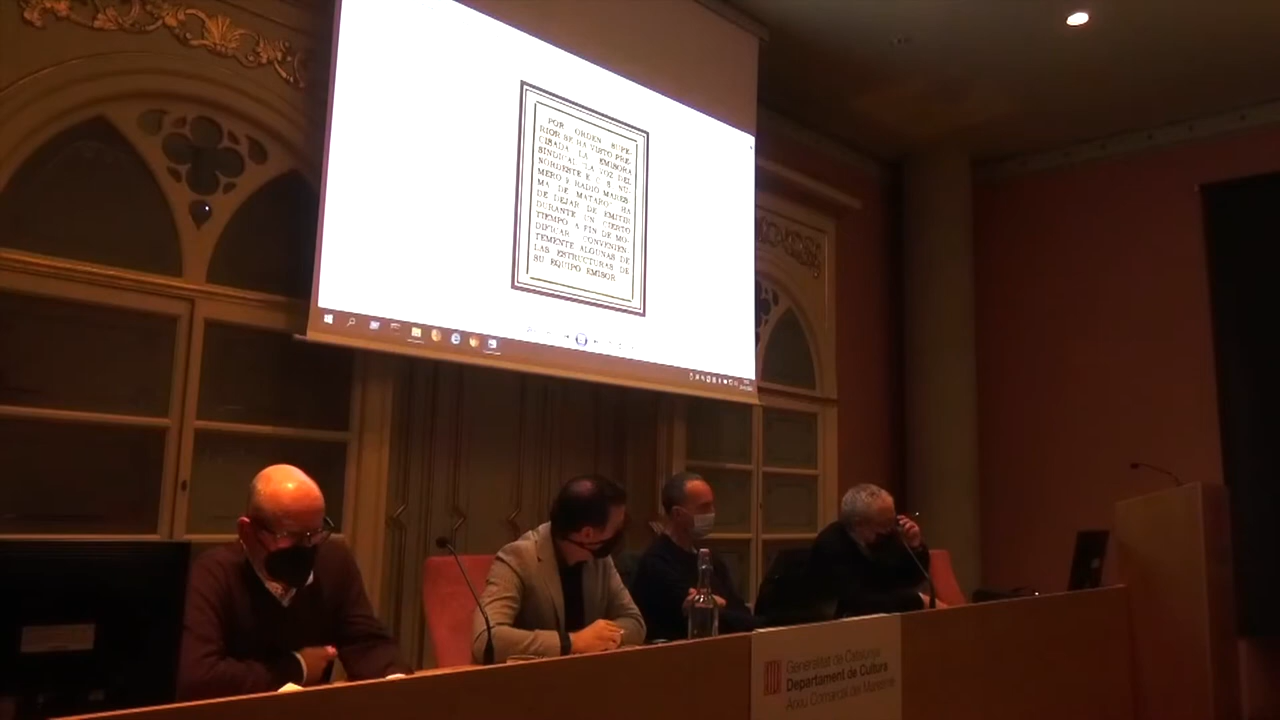 POR ORDEN SUPE-
RIOR SE HA VISTO PRE-
CISADA LA EMISORA
SINDICAL "LA VOZ DEL
NORDESTE E. C. S. NU-
MERO 9 RADIO MARES-
MA DE MATARO" HA
DE DEJAR DE EMITIR
DURANTE UN CIERTO
TIEMPO A FIN DE MO-
DIFICAR CONVENIEN-
TEMENTE ALGUNAS DE
LAS ESTRUCTURAS DE
SU EQUIPO EMISOR
Generalitat de Catalunya
Departament de Cultura
Arxiu Comarcal del Maresme